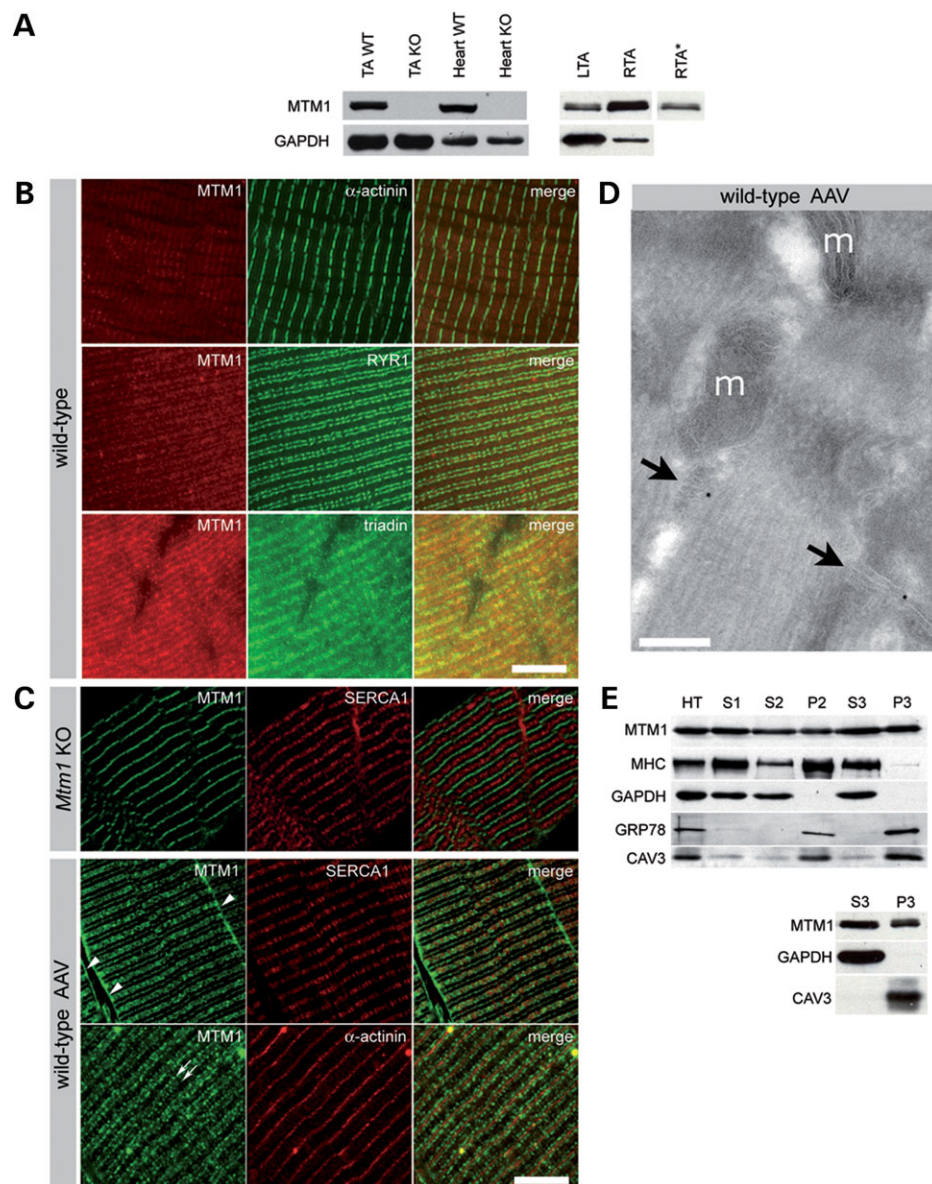 A
TA WT TA KO Heart WT Heart KO LTA RTA RTA*
MTM1
GAPDH
B
wild-type
MTM1 α-actinin merge
MTM1 RYR1 merge
MTM1 triadin merge
C
Mtm1 KO
MTM1 SERCA1 merge
wild-type AAV
MTM1 SERCA1 merge
MTM1 α-actinin merge
D
wild-type AAV
m
m
E
HT S1 S2 P2 S3 P3
MTM1
MHC
GAPDH
GRP78
CAV3
S3 P3
MTM1
GAPDH
CAV3